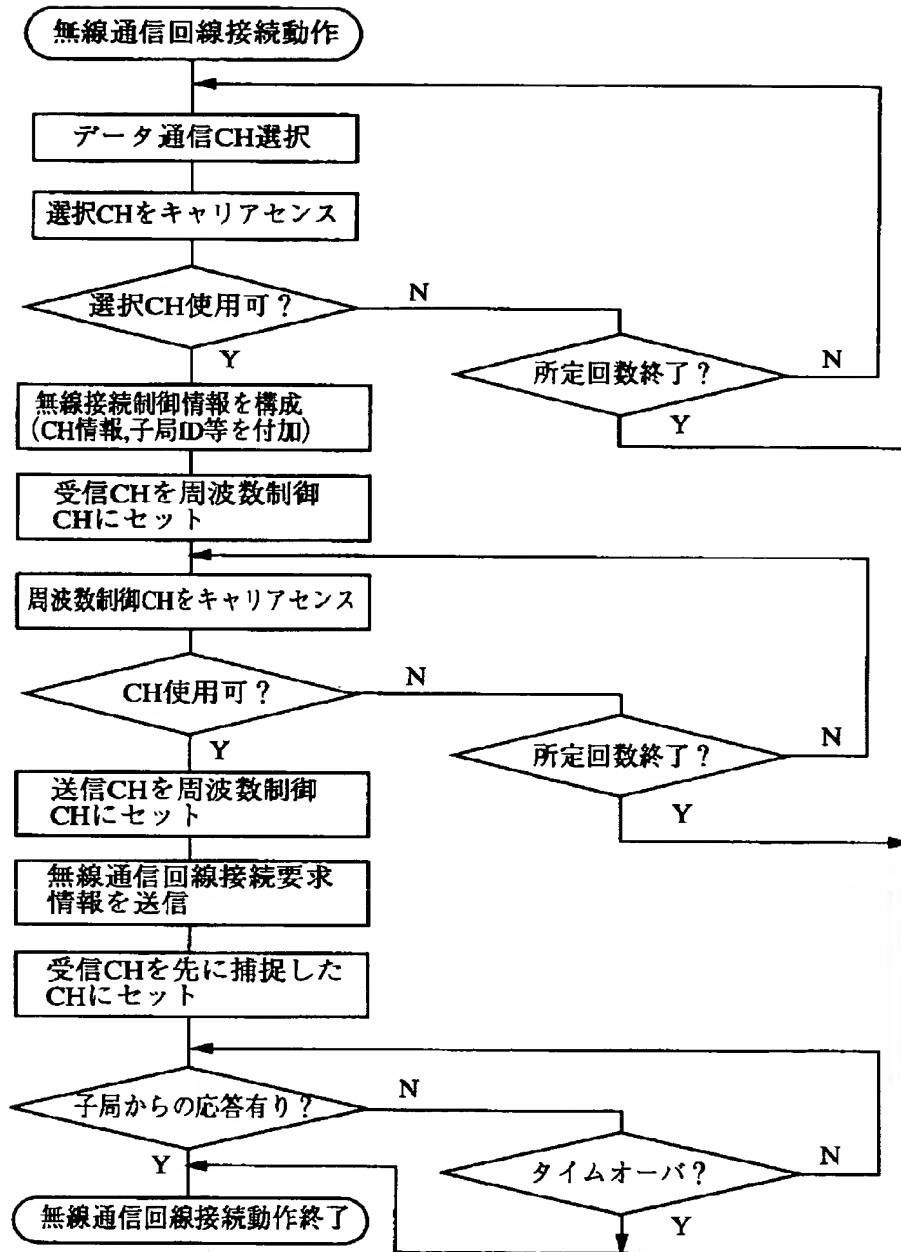 無線通信回線接続動作
データ通信CH選択
選択CHをキャリアセンス
選択CH使用可?
N
Y
所定回数終了?
N
Y
無線接続制御情報を構成
(CH情報,子局ID等を付加)
受信CHを周波数制御
CHにセット
周波数制御CHをキャリアセンス
CH使用可?
N
Y
所定回数終了?
N
Y
送信CHを周波数制御
CHにセット
無線通信回線接続要求
情報を送信
受信CHを先に捕捉した
CHにセット
子局からの応答有り?
N
Y
タイムオーバ?
N
Y
無線通信回線接続動作終了